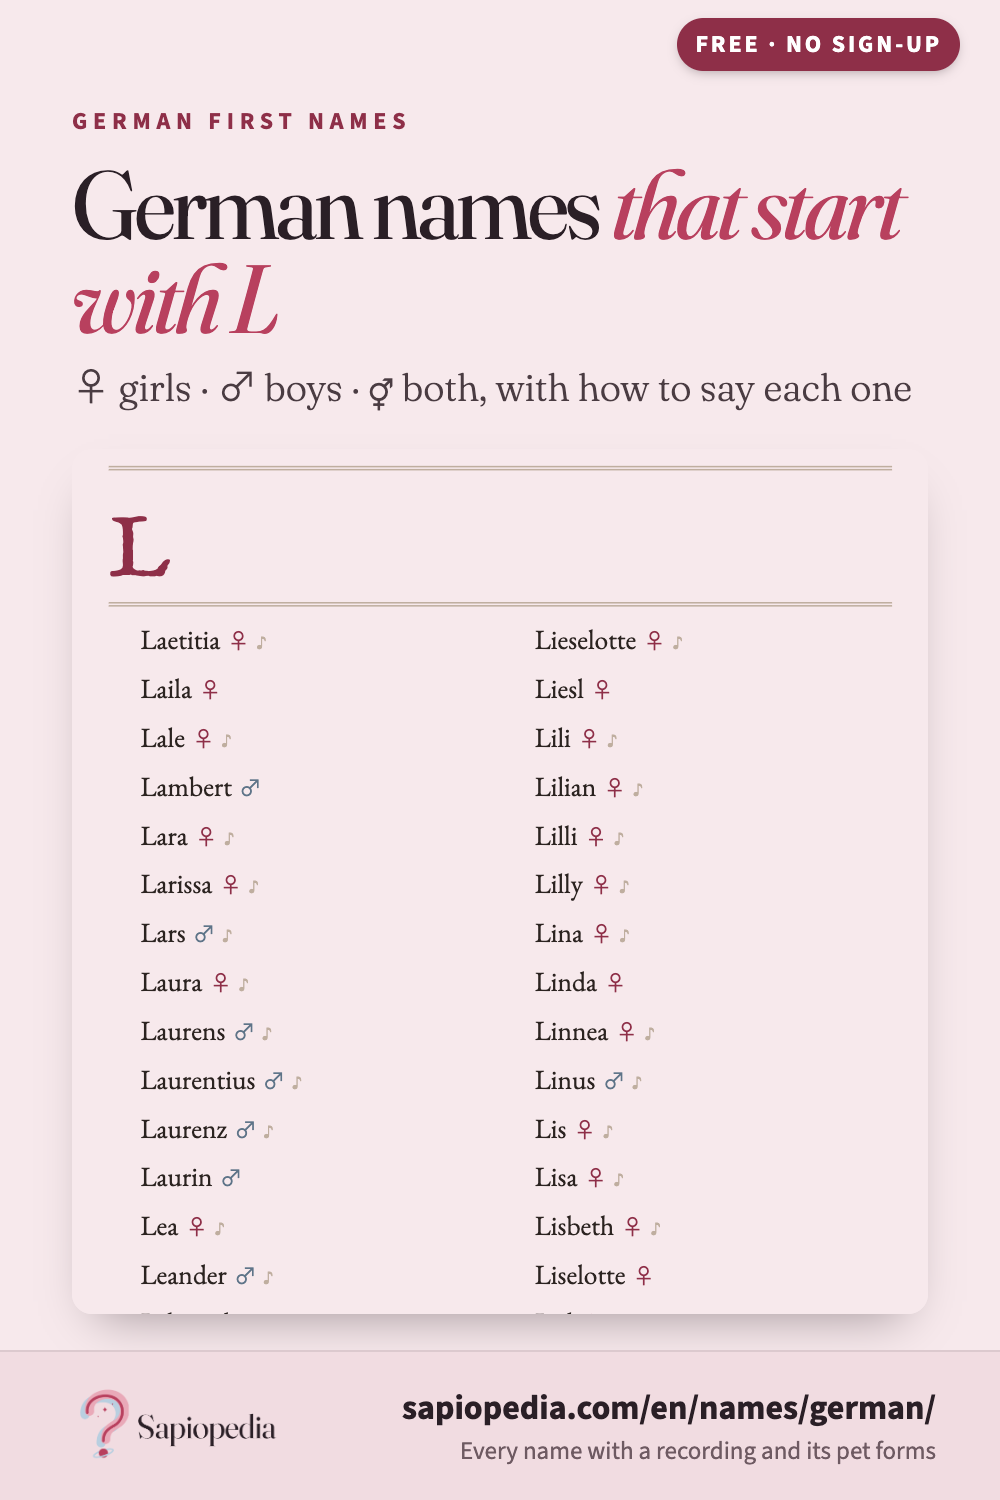 FREE · NO SIGN-UP
GERMAN FIRST NAMES
German names that start
with L
♀ girls · ♂ boys · ⚥ both, with how to say each one
L
Laetitia ♀ ♪
Laila ♀
Lale ♀ ♪
Lambert ♂
Lara ♀ ♪
Larissa ♀ ♪
Lars ♂ ♪
Laura ♀ ♪
Laurens ♂ ♪
Laurentius ♂ ♪
Laurenz ♂ ♪
Laurin ♂
Lea ♀ ♪
Leander ♂ ♪
Lieselotte ♀ ♪
Liesl ♀
Lili ♀ ♪
Lilian ♀ ♪
Lilli ♀ ♪
Lilly ♀ ♪
Lina ♀ ♪
Linda ♀
Linnea ♀ ♪
Linus ♂ ♪
Lis ♀ ♪
Lisa ♀ ♪
Lisbeth ♀ ♪
Liselotte ♀
Sapiopedia
sapiopedia.com/en/names/german/
Every name with a recording and its pet forms